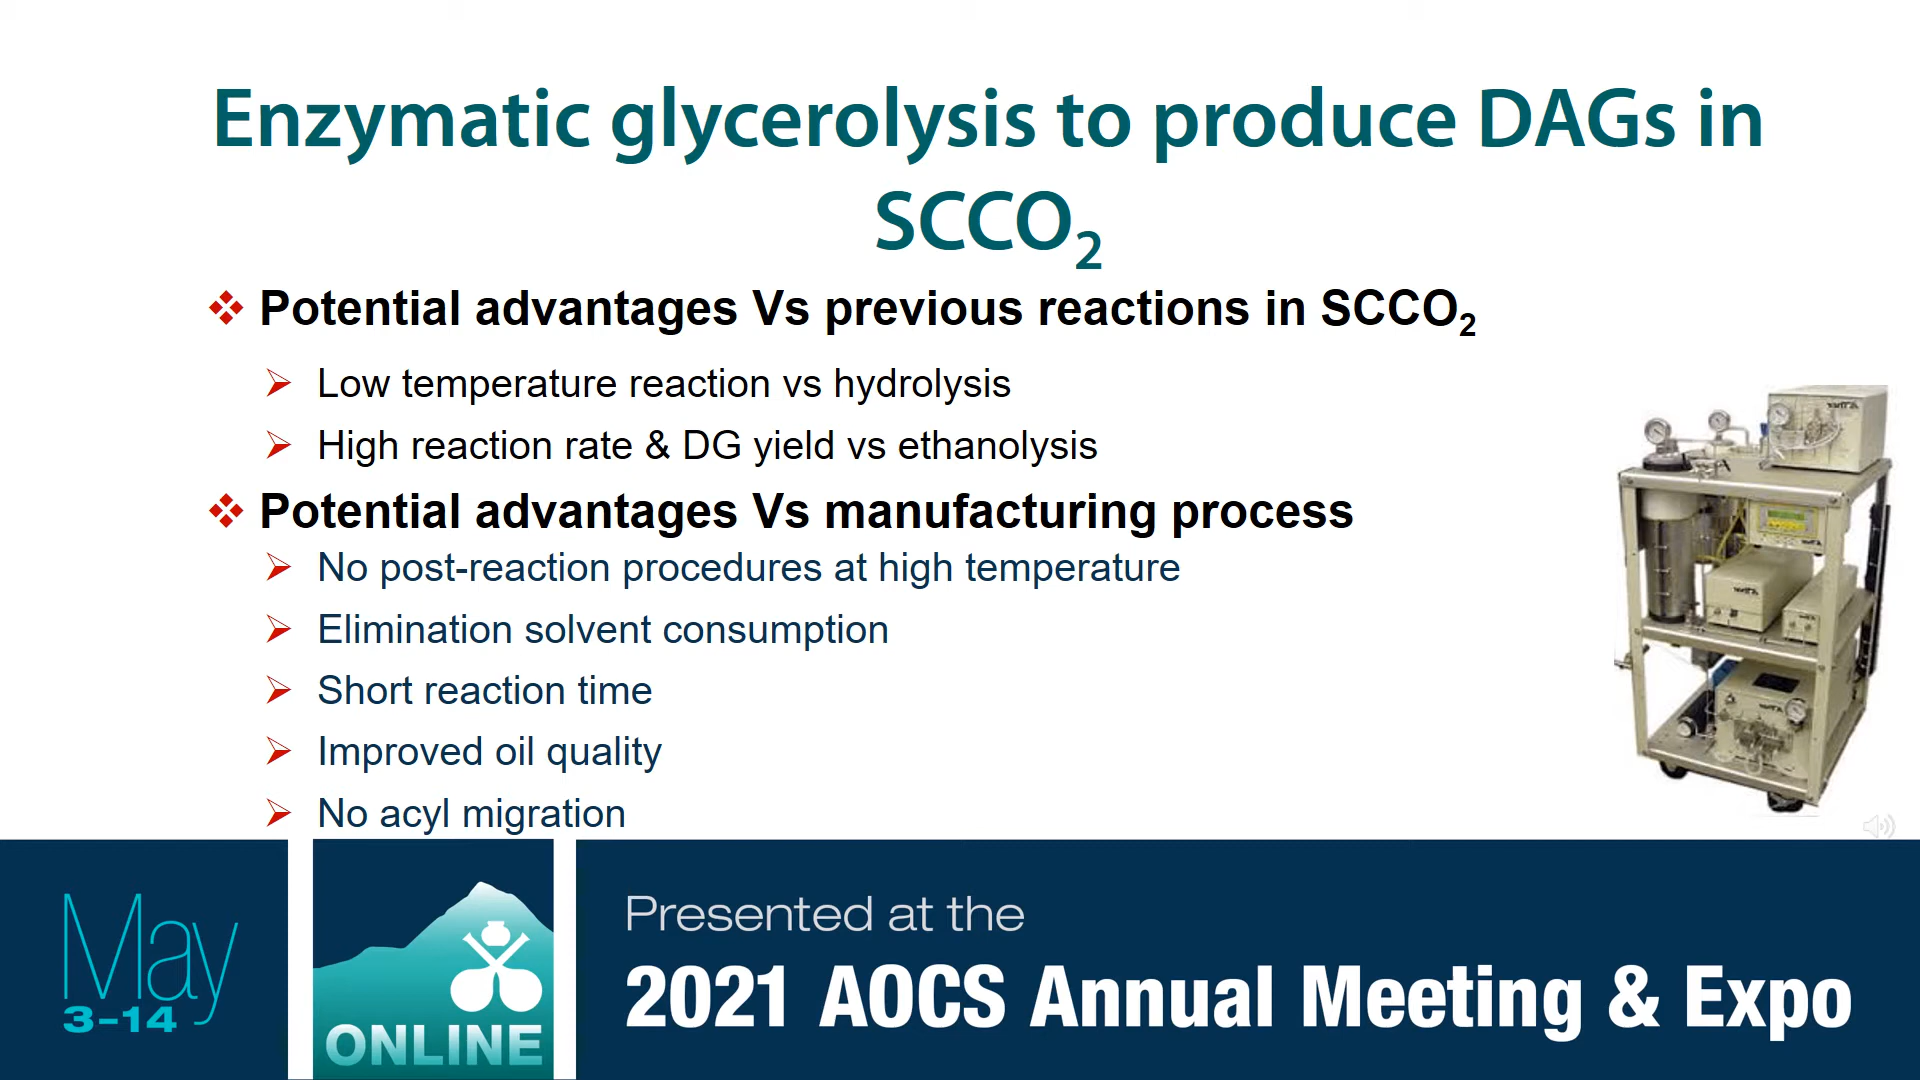 Enzymatic glycerolysis to produce DAGs in
SCCO₂
Potential advantages Vs previous reactions in SCCO₂
Low temperature reaction vs hydrolysis
High reaction rate & DG yield vs ethanolysis
Potential advantages Vs manufacturing process
No post-reaction procedures at high temperature
Elimination solvent consumption
Short reaction time
Improved oil quality
No acyl migration
May
3-14
ONLINE
Presented at the
2021 AOCS Annual Meeting & Expo